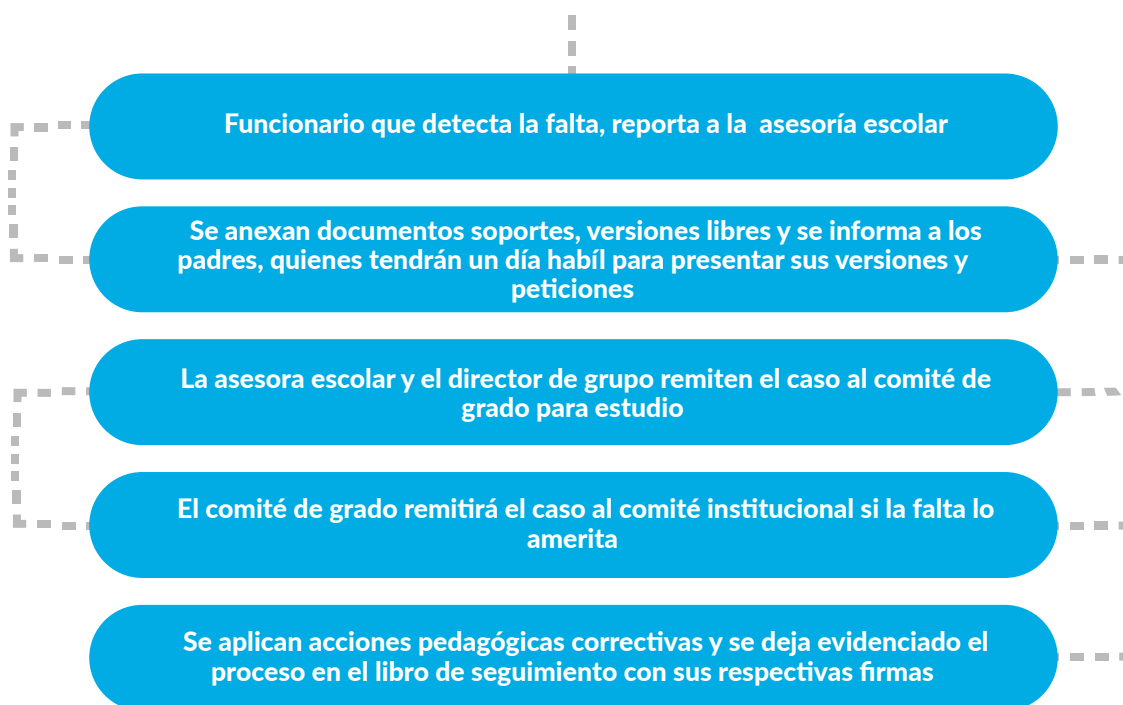 Funcionario que detecta la falta, reporta a la asesoría escolar
Se anexan documentos soportes, versiones libres y se informa a los
padres, quienes tendrán un día habíl para presentar sus versiones y
peticiones
La asesora escolar y el director de grupo remiten el caso al comité de
grado para estudio
El comité de grado remitirá el caso al comité institucional si la falta lo
amerita
Se aplican acciones pedagógicas correctivas y se deja evidenciado el
proceso en el libro de seguimiento con sus respectivas firmas